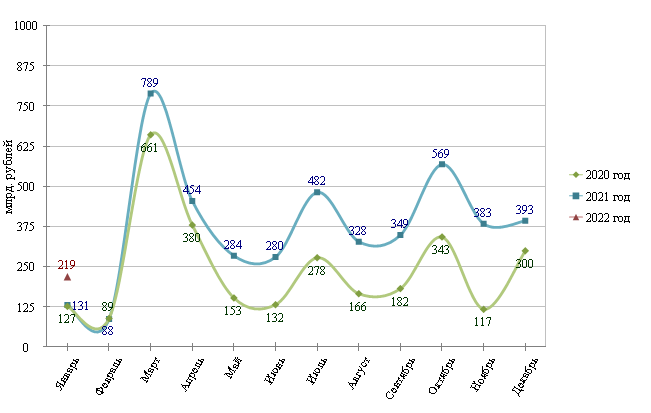 1000
875
750
625
500
375
250
125
0
млрд. рублей
789
661
454
380
284
153
280
132
482
278
328
166
349
182
569
343
383
117
393
300
219
131
127
89
88
Январь
Февраль
Март
Апрель
Май
Июнь
Июль
Август
Сентябрь
Октябрь
Ноябрь
Декабрь
2020 год
2021 год
2022 год